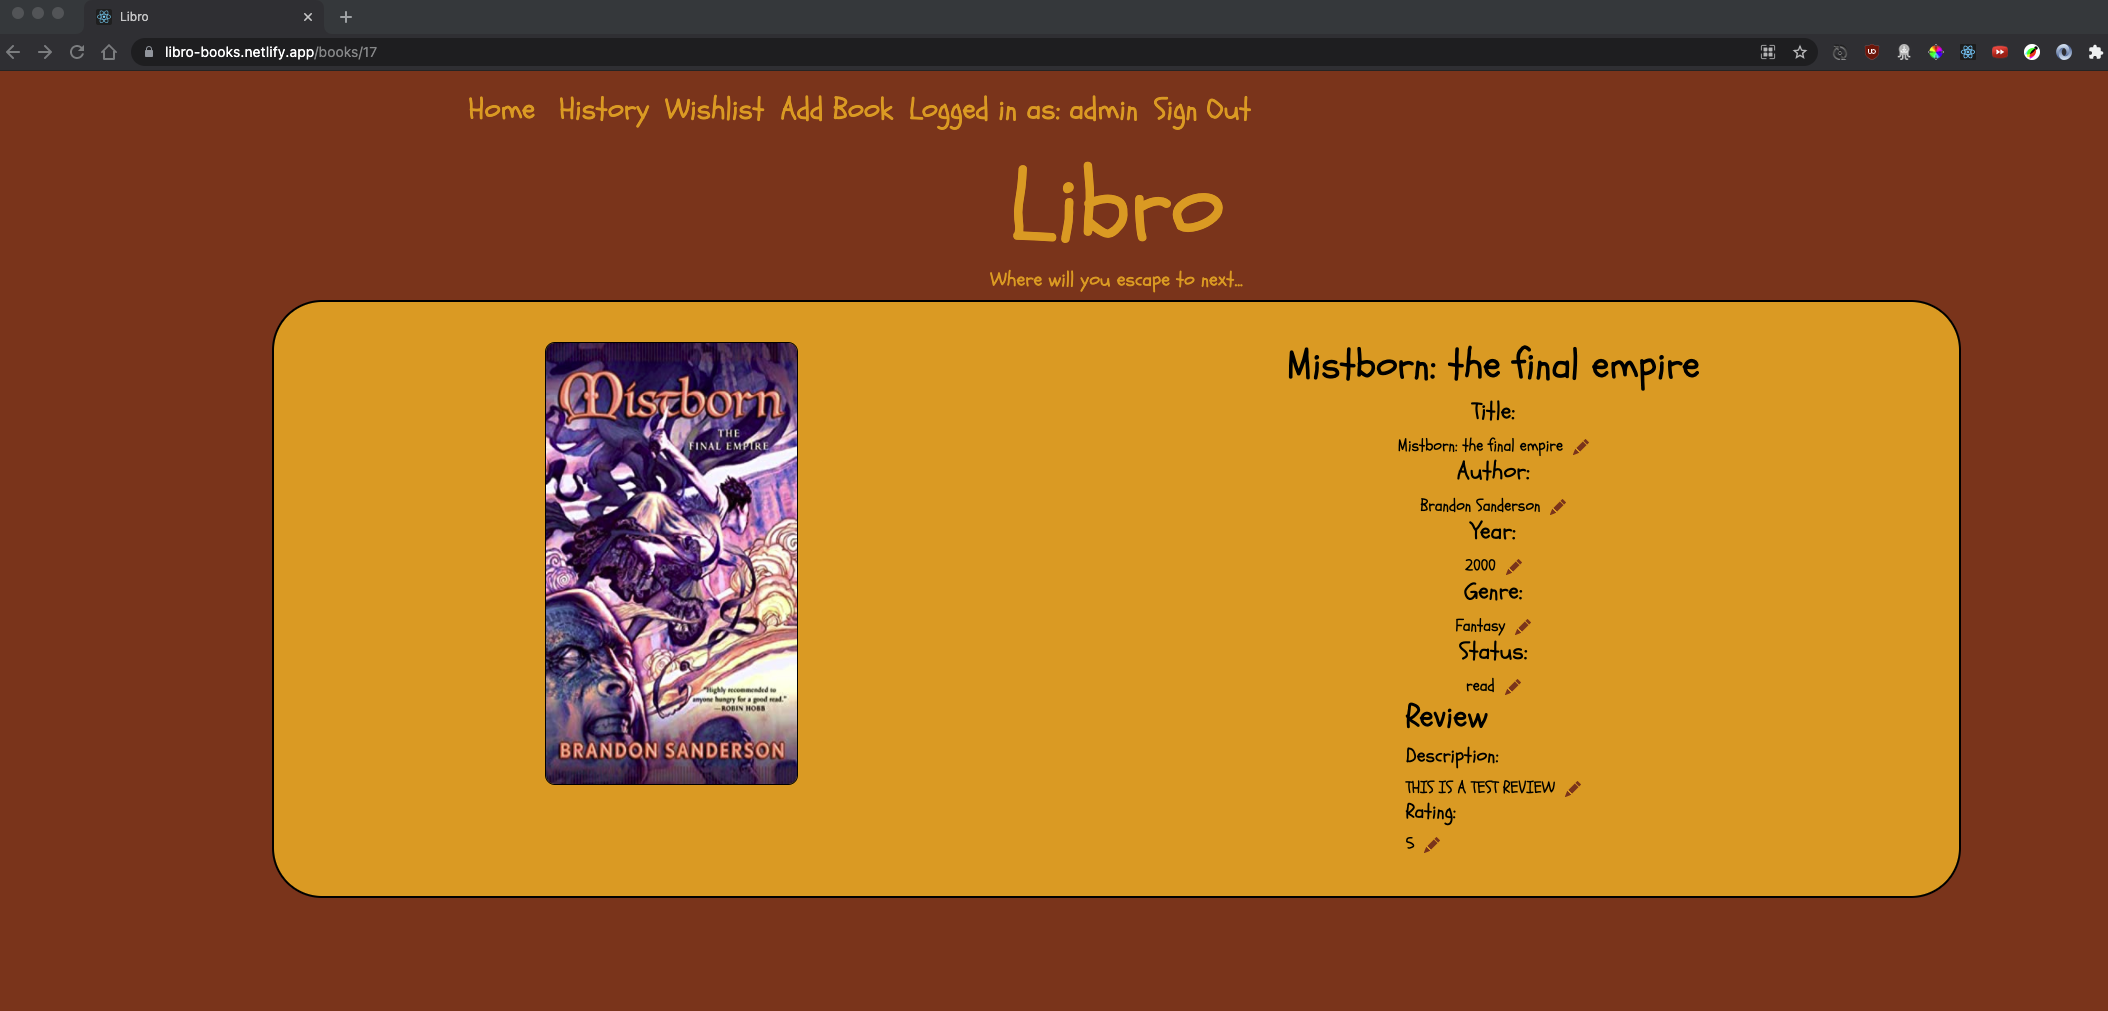 Libro
libro-books.netlify.app/books/17
Home History Wishlist Add Book Logged in as: admin Sign Out
Libro
Where will you escape to next...
Mistborn
THE
FINAL EMPIRE
"Highly recommended to
anyone hungry for a good read."
—ROBIN HOBB
BRANDON SANDERSON
Mistborn: the final empire
Title:
Mistborn: the final empire
Author:
Brandon Sanderson
Year:
2000
Genre:
Fantasy
Status:
read
Review
Description:
THIS IS A TEST REVIEW
Rating:
5